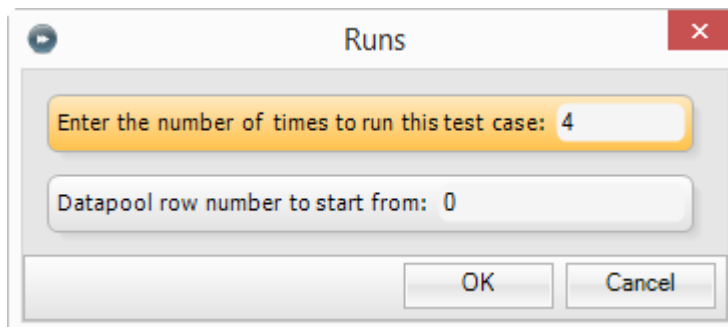 Runs
Enter the number of times to run this test case: 4
Datapool row number to start from: 0
OK Cancel